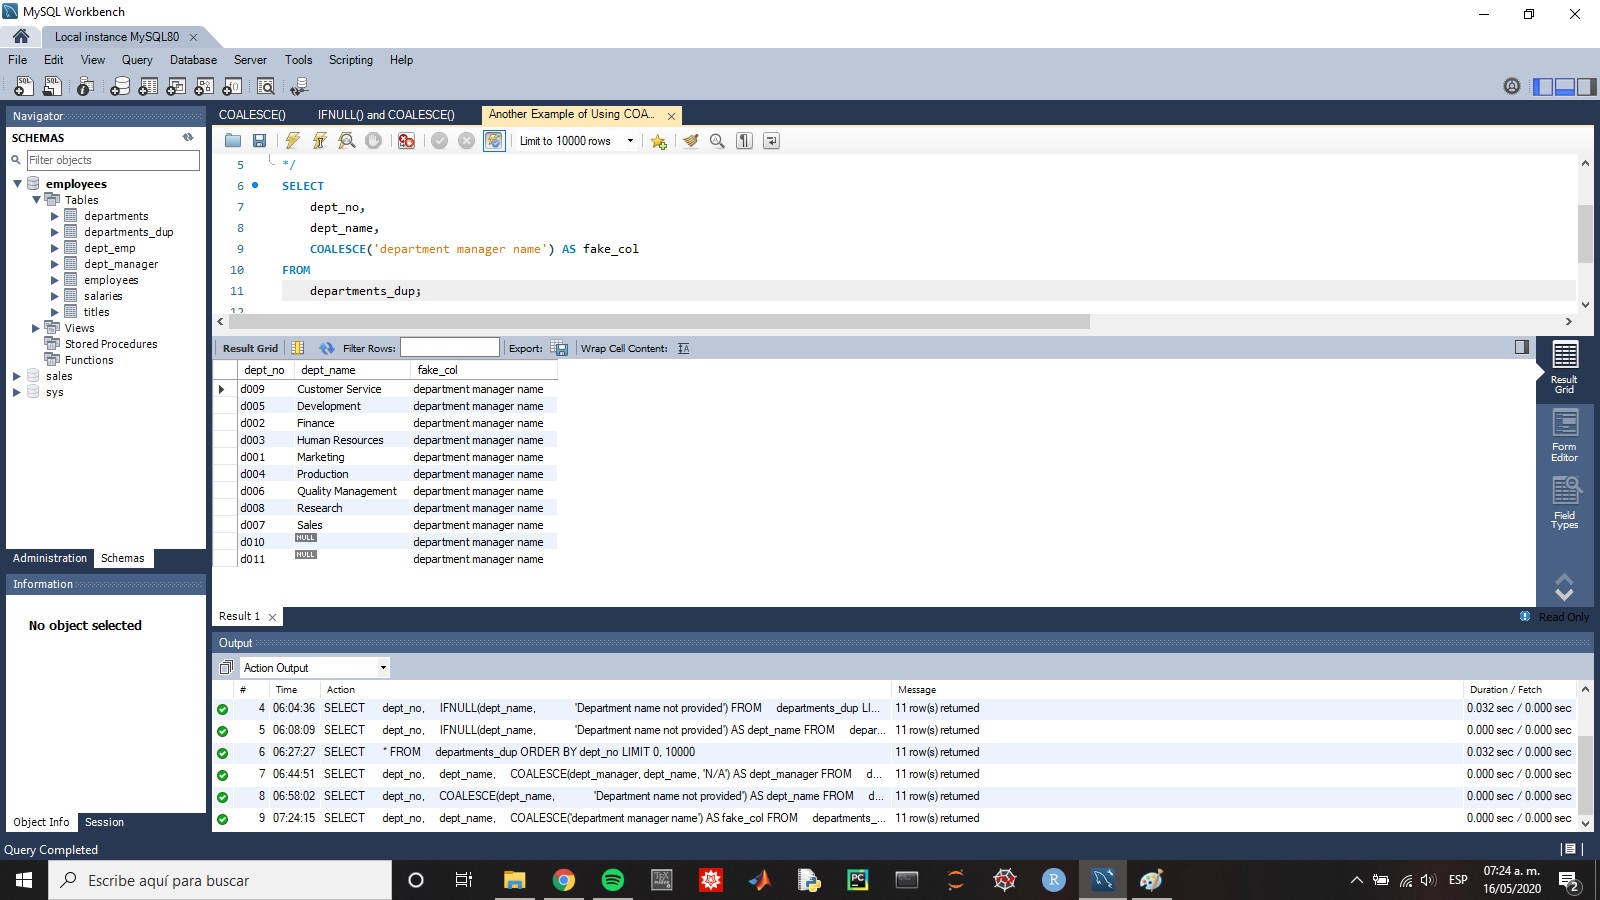 MySQL Workbench
Local instance MySQL80
File Edit View Query Database Server Tools Scripting Help
Navigator
SCHEMAS
Filter objects
employees
Tables
departments
departments_dup
dept_emp
dept_manager
employees
salaries
titles
Views
Stored Procedures
Functions
sales
sys
Administration Schemas
Information
No object selected
Object Info Session
COALESCE() IFNULL() and COALESCE() Another Example of Using COA...
Limit to 10000 rows
5 */
6 SELECT
7 dept_no,
8 dept_name,
9 COALESCE('department manager name') AS fake_col
10 FROM
11 departments_dup;
12
Result Grid Filter Rows: Export: Wrap Cell Content:
dept_no dept_name fake_col
d009 Customer Service department manager name
d005 Development department manager name
d002 Finance department manager name
d003 Human Resources department manager name
d001 Marketing department manager name
d004 Production department manager name
d006 Quality Management department manager name
d008 Research department manager name
d007 Sales department manager name
d010 NULL department manager name
d011 NULL department manager name
Result Grid
Form Editor
Field Types
Result 1
Read Only
Output
Action Output
# Time Action Message Duration / Fetch
4 06:04:36 SELECT dept_no, IFNULL(dept_name, 'Department name not provided') FROM departments_dup LI... 11 row(s) returned 0.032 sec / 0.000 sec
5 06:08:09 SELECT dept_no, IFNULL(dept_name, 'Department name not provided') AS dept_name FROM depar... 11 row(s) returned 0.000 sec / 0.000 sec
6 06:27:27 SELECT * FROM departments_dup ORDER BY dept_no LIMIT 0, 10000 11 row(s) returned 0.032 sec / 0.000 sec
7 06:44:51 SELECT dept_no, dept_name, COALESCE(dept_manager, dept_name, 'N/A') AS dept_manager FROM d... 11 row(s) returned 0.000 sec / 0.000 sec
8 06:58:02 SELECT dept_no, COALESCE(dept_name, 'Department name not provided') AS dept_name FROM d... 11 row(s) returned 0.000 sec / 0.000 sec
9 07:24:15 SELECT dept_no, dept_name, COALESCE('department manager name') AS fake_col FROM departments_... 11 row(s) returned 0.000 sec / 0.000 sec
Query Completed
Escribe aquí para buscar
ESP
07:24 a. m.
16/05/2020
2